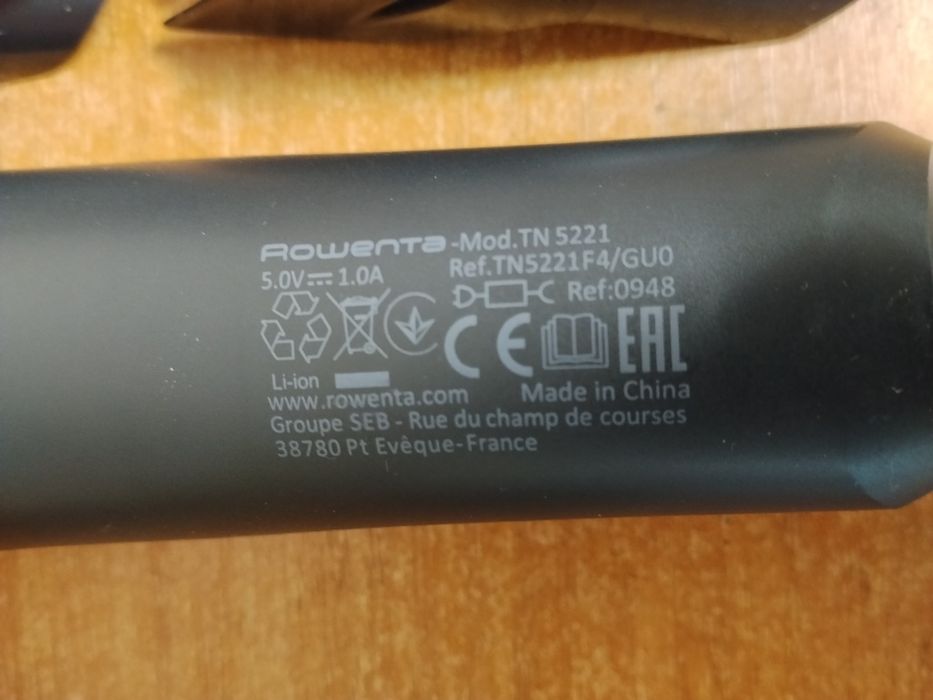 Rowenta -Mod.TN 5221
Ref.TN5221F4/GU0
5.0V⎓1.0A
Ref:0948
CE EAC
Li-ion
www.rowenta.com Made in China
Groupe SEB - Rue du champ de courses
38780 Pt Evèque-France